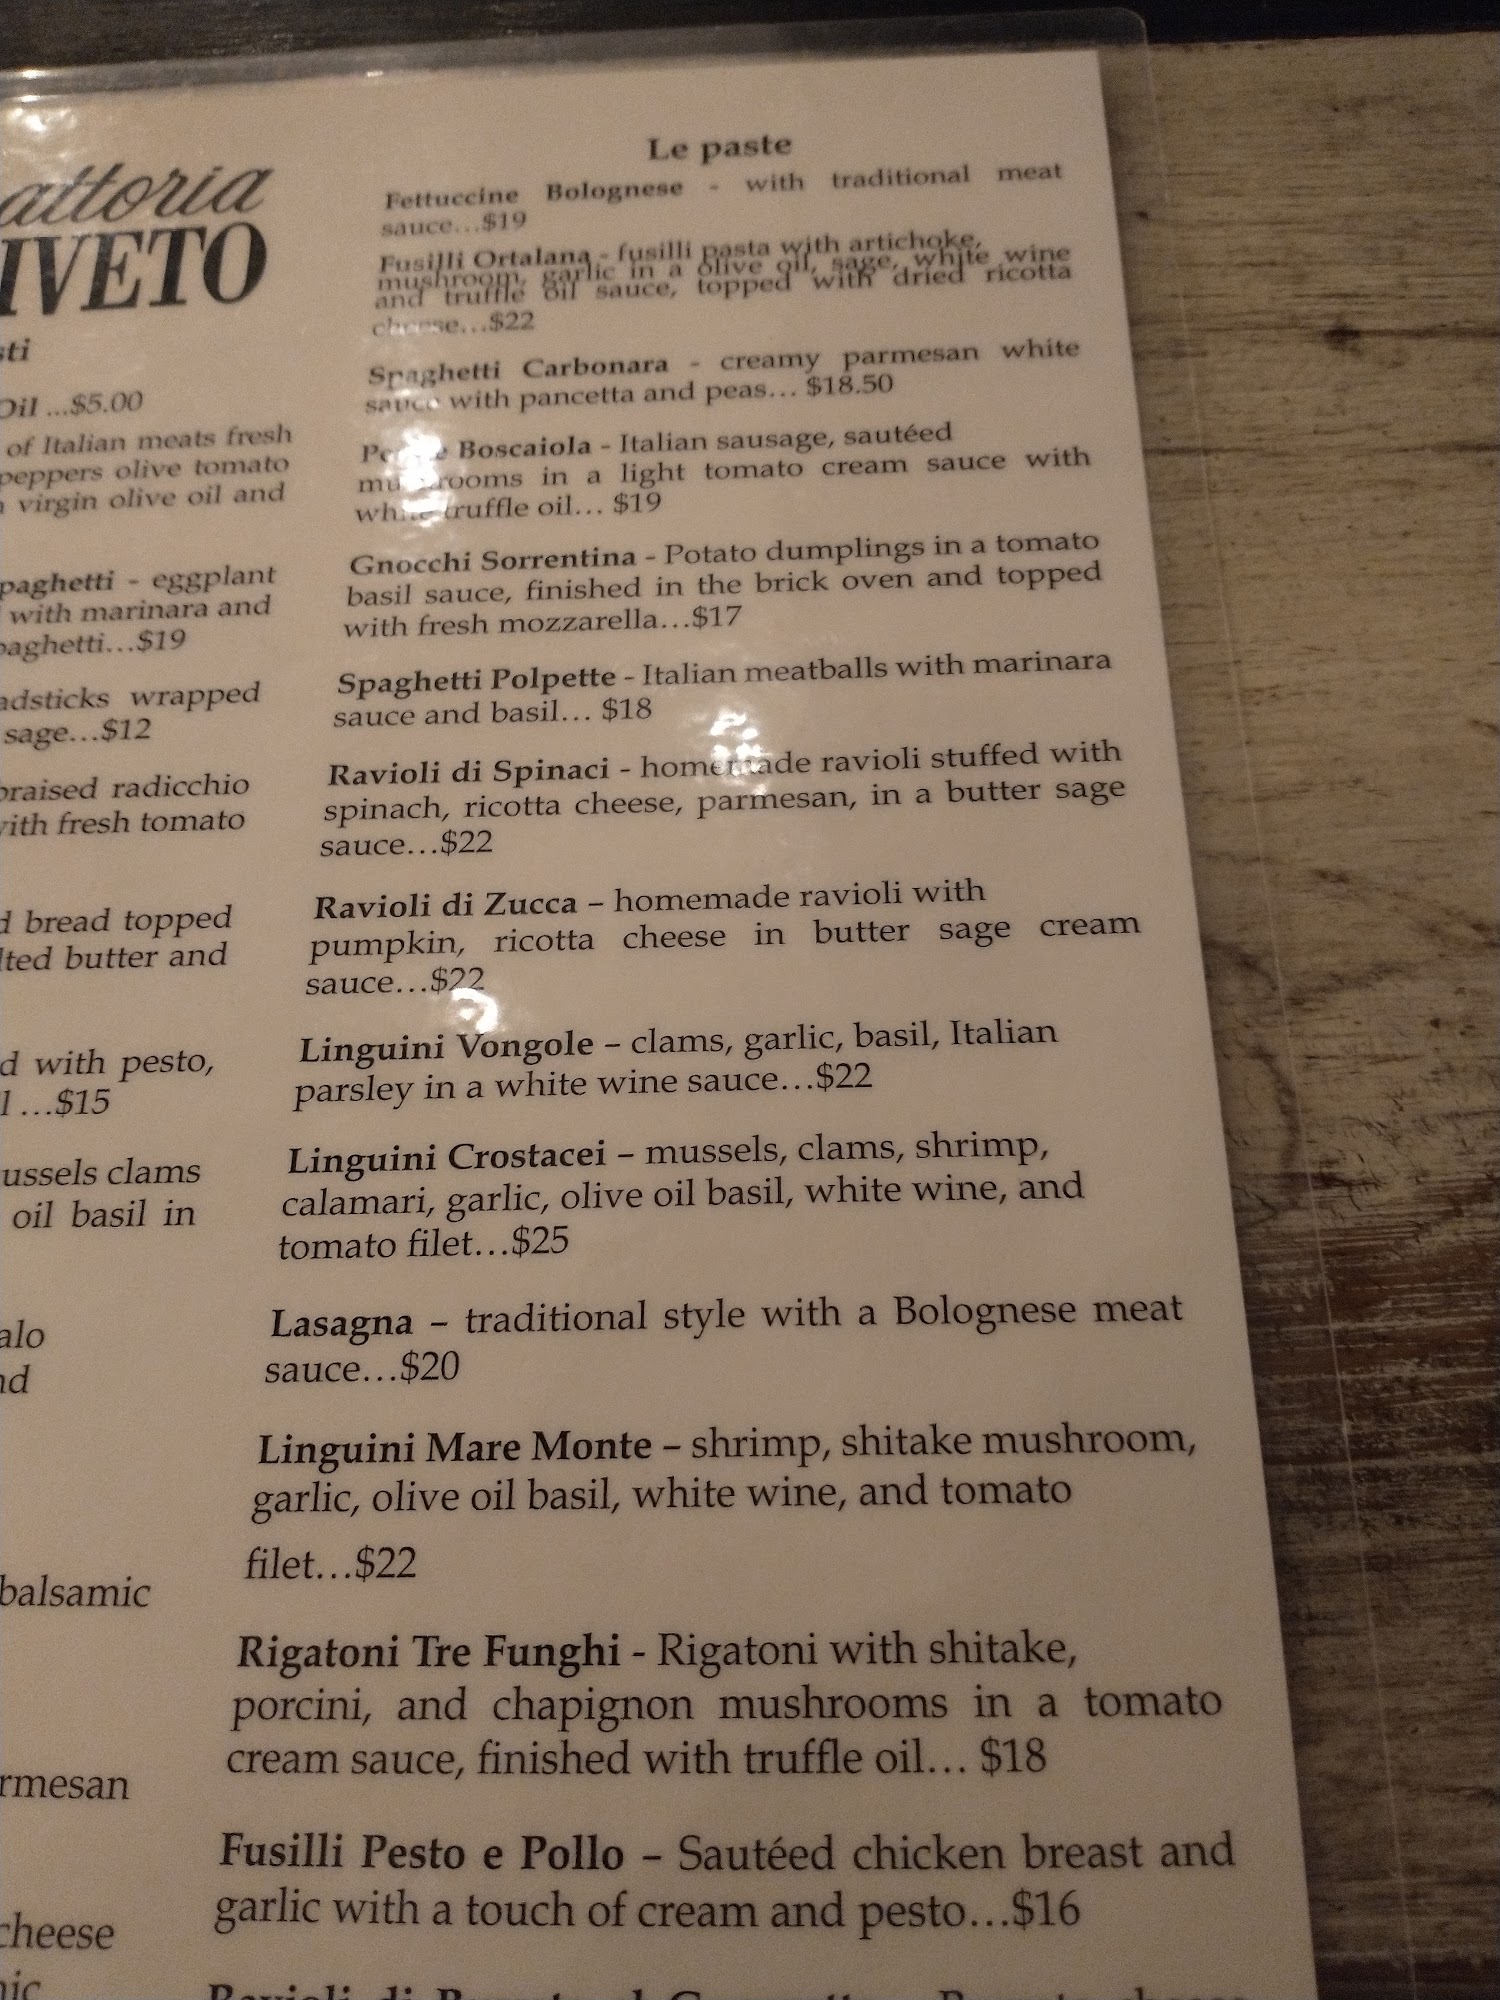 attoria
IVETO
sti
Oil ...$5.00
of Italian meats fresh
peppers olive tomato
virgin olive oil and
paghetti - eggplant
with marinara and
paghetti...$19
adsticks wrapped
sage...$12
braised radicchio
with fresh tomato
d bread topped
lted butter and
d with pesto,
l ...$15
ussels clams
oil basil in
alo
nd
balsamic
rmesan
cheese
nic
Le paste
Fettuccine Bolognese - with traditional meat
sauce...$19
Fusilli Ortalana - fusilli pasta with artichoke,
mushroom, garlic in a olive oil, sage, white wine
and truffle oil sauce, topped with dried ricotta
cheese...$22
Spaghetti Carbonara - creamy parmesan white
sauce with pancetta and peas... $18.50
Boscaiola - Italian sausage, sautéed
mushrooms in a light tomato cream sauce with
white truffle oil... $19
Gnocchi Sorrentina - Potato dumplings in a tomato
basil sauce, finished in the brick oven and topped
with fresh mozzarella...$17
Spaghetti Polpette - Italian meatballs with marinara
sauce and basil... $18
Ravioli di Spinaci - homemade ravioli stuffed with
spinach, ricotta cheese, parmesan, in a butter sage
sauce...$22
Ravioli di Zucca – homemade ravioli with
pumpkin, ricotta cheese in butter sage cream
sauce...$22
Linguini Vongole – clams, garlic, basil, Italian
parsley in a white wine sauce...$22
Linguini Crostacei – mussels, clams, shrimp,
calamari, garlic, olive oil basil, white wine, and
tomato filet...$25
Lasagna – traditional style with a Bolognese meat
sauce...$20
Linguini Mare Monte – shrimp, shitake mushroom,
garlic, olive oil basil, white wine, and tomato
filet...$22
Rigatoni Tre Funghi - Rigatoni with shitake,
porcini, and chapignon mushrooms in a tomato
cream sauce, finished with truffle oil... $18
Fusilli Pesto e Pollo – Sautéed chicken breast and
garlic with a touch of cream and pesto...$16
Ravioli di